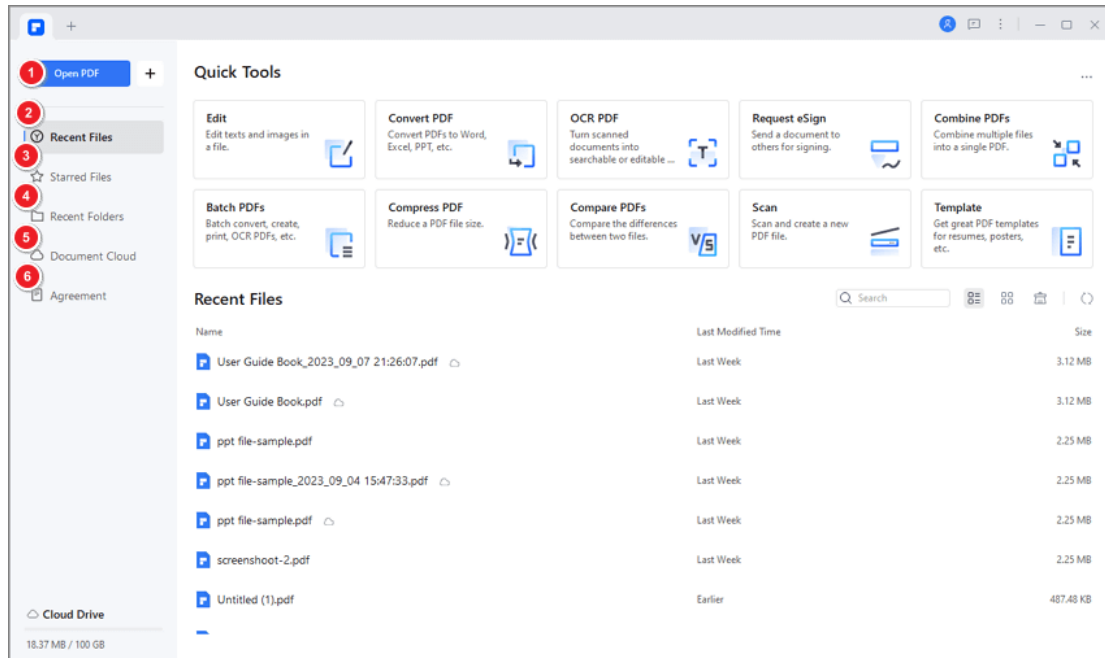 1 Open PDF +
2
Recent Files
3
Starred Files
4
Recent Folders
5
Document Cloud
6
Agreement
Cloud Drive
18.37 MB / 100 GB
Quick Tools
...
Edit
Edit texts and images in
a file.
Convert PDF
Convert PDFs to Word,
Excel, PPT, etc.
OCR PDF
Turn scanned
documents into
searchable or editable ...
T
Request eSign
Send a document to
others for signing.
Combine PDFs
Combine multiple files
into a single PDF.
Batch PDFs
Batch convert, create,
print, OCR PDFs, etc.
Compress PDF
Reduce a PDF file size.
Compare PDFs
Compare the differences
between two files.
V/S
Scan
Scan and create a new
PDF file.
Template
Get great PDF templates
for resumes, posters,
etc.
Recent Files
Search
Name Last Modified Time Size
User Guide Book_2023_09_07 21:26:07.pdf Last Week 3.12 MB
User Guide Book.pdf Last Week 3.12 MB
ppt file-sample.pdf Last Week 2.25 MB
ppt file-sample_2023_09_04 15:47:33.pdf Last Week 2.25 MB
ppt file-sample.pdf Last Week 2.25 MB
screenshoot-2.pdf Last Week 2.25 MB
Untitled (1).pdf Earlier 487.48 KB